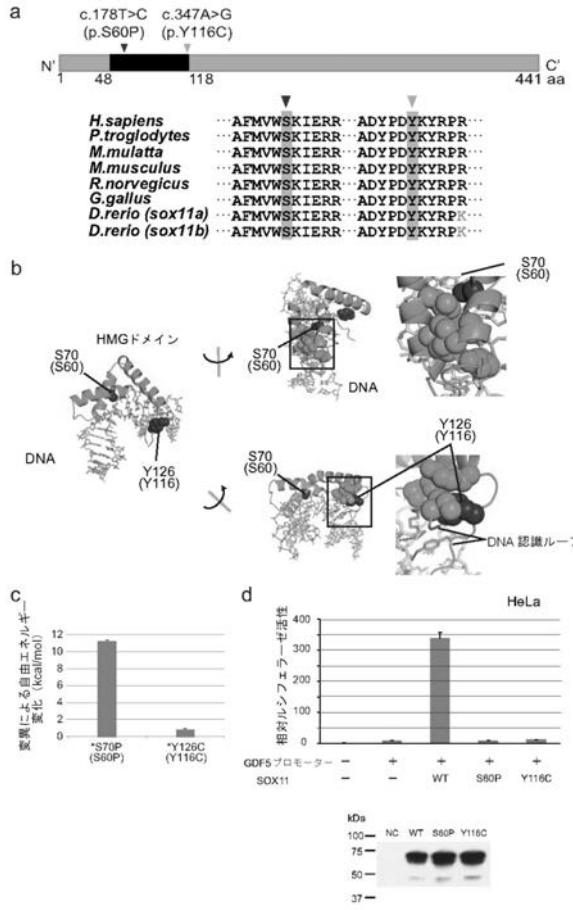 a
c.178T>C c.347A>G
(p.S60P) (p.Y116C)
N' C'
1 48 118 441 aa
H.sapiens ···AFMVWSKIERR···ADYPDYKYRPR···
P.troglodytes ···AFMVWSKIERR···ADYPDYKYRPR···
M.mulatta ···AFMVWSKIERR···ADYPDYKYRPR···
M.musculus ···AFMVWSKIERR···ADYPDYKYRPR···
R.norvegicus ···AFMVWSKIERR···ADYPDYKYRPR···
G.gallus ···AFMVWSKIERR···ADYPDYKYRPR···
D.rerio (sox11a) ···AFMVWSKIERR···ADYPDYKYRPK···
D.rerio (sox11b) ···AFMVWSKIERR···ADYPDYKYRPK···
b
S70
(S60)
HMGドメイン
S70
(S60)
S70
(S60)
DNA
DNA
Y126
(Y116)
S70
(S60)
Y126
(Y116)
DNA 認識ループ
c
変異による自由エネルギー
変化 (kcal/mol)
12
10
8
6
4
2
0
*S70P *Y126C
(S60P) (Y116C)
d
HeLa
相対ルシフェラーゼ活性
400
300
200
100
0
GDF5プロモーター − + + + +
SOX11 − − WT S60P Y116C
kDa
NC WT S60P Y116C
100
75
50
37